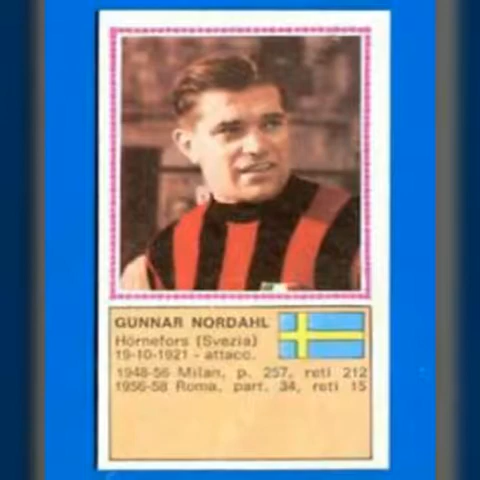 GUNNAR NORDAHL
Hörnefors (Svezia)
19-10-1921 - attacc.
1948-56 Milan, p. 257, reti 212
1956-58 Roma, part. 34, reti 15